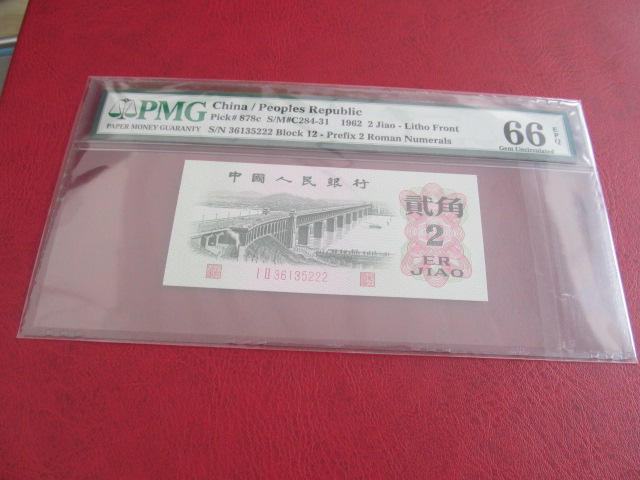 PMG
PAPER MONEY GUARANTY
China / Peoples Republic
Pick# 878c S/M#C284-31 1962 2 Jiao - Litho Front
S/N 36135222 Block 12 - Prefix 2 Roman Numerals
66 EPQ
Gem Uncirculated
中國人民銀行
貳角
2
ER
JIAO
I II 36135222